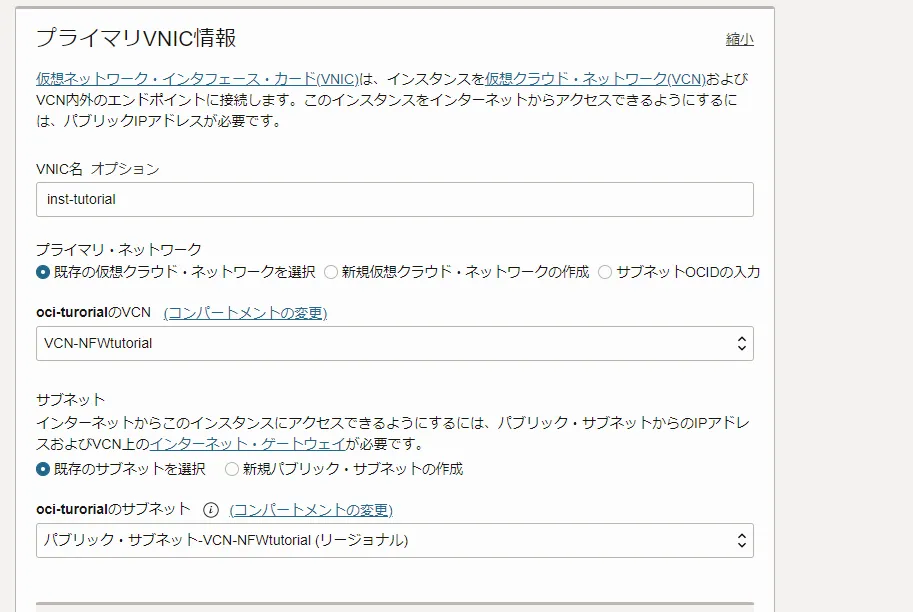 プライマリVNIC情報
縮小
仮想ネットワーク・インタフェース・カード(VNIC)は、インスタンスを仮想クラウド・ネットワーク(VCN)および
VCN内外のエンドポイントに接続します。このインスタンスをインターネットからアクセスできるようにするに
は、パブリックIPアドレスが必要です。
VNIC名 オプション
inst-tutorial
プライマリ・ネットワーク
既存の仮想クラウド・ネットワークを選択 新規仮想クラウド・ネットワークの作成 サブネットOCIDの入力
oci-turorialのVCN (コンパートメントの変更)
VCN-NFWtutorial
サブネット
インターネットからこのインスタンスにアクセスできるようにするには、パブリック・サブネットからのIPアドレ
スおよびVCN上のインターネット・ゲートウェイが必要です。
既存のサブネットを選択 新規パブリック・サブネットの作成
oci-turorialのサブネット i (コンパートメントの変更)
パブリック・サブネット-VCN-NFWtutorial (リージョナル)